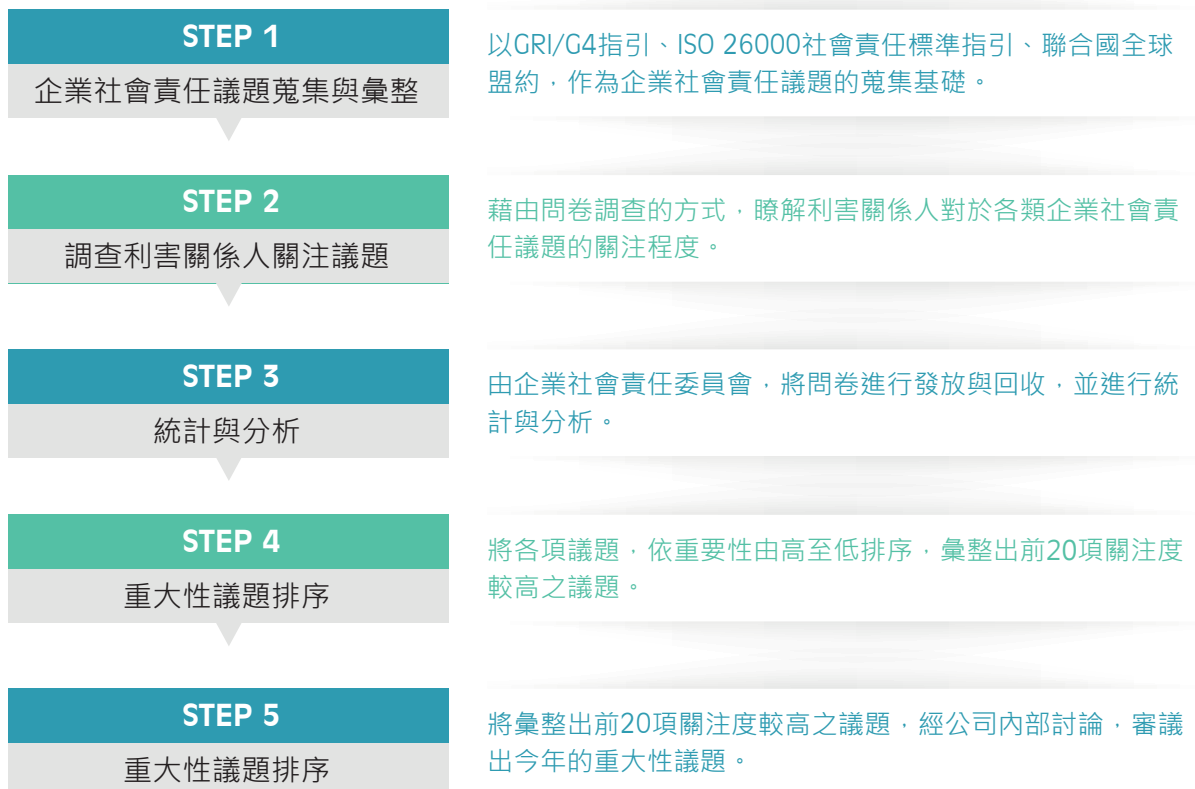 STEP 1
企業社會責任議題蒐集與彙整
以GRI/G4指引、ISO 26000社會責任標準指引、聯合國全球
盟約，作為企業社會責任議題的蒐集基礎。
STEP 2
調查利害關係人關注議題
藉由問卷調查的方式，瞭解利害關係人對於各類企業社會責
任議題的關注程度。
STEP 3
統計與分析
由企業社會責任委員會，將問卷進行發放與回收，並進行統
計與分析。
STEP 4
重大性議題排序
將各項議題，依重要性由高至低排序，彙整出前20項關注度
較高之議題。
STEP 5
重大性議題排序
將彙整出前20項關注度較高之議題，經公司內部討論，審議
出今年的重大性議題。